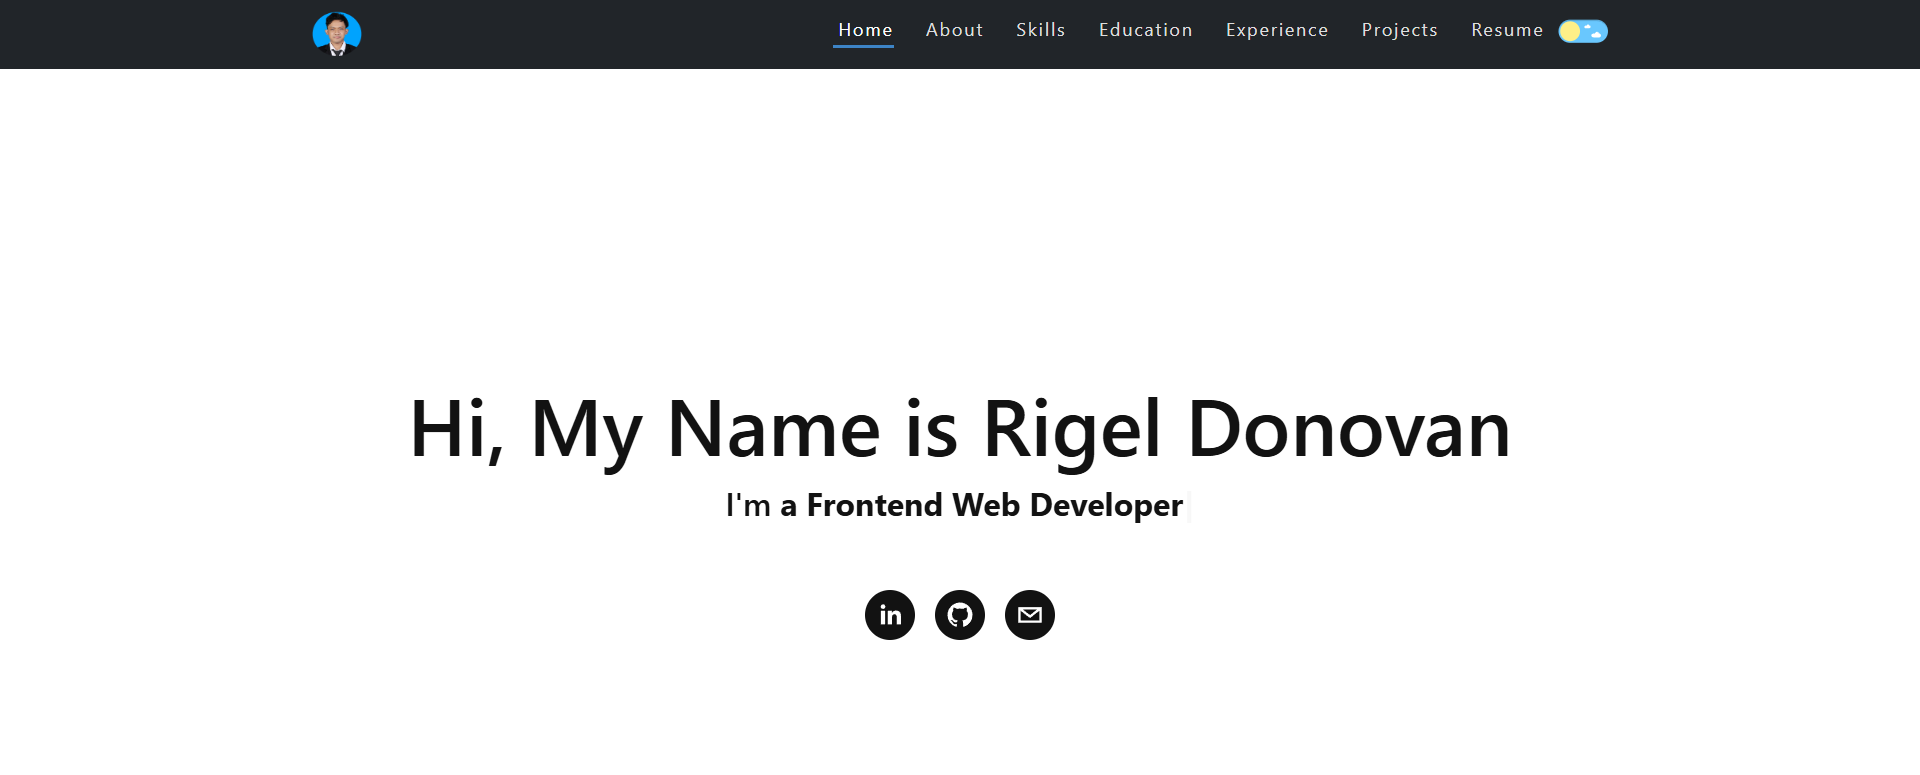 Home About Skills Education Experience Projects Resume
Hi, My Name is Rigel Donovan
I'm a Frontend Web Developer
in